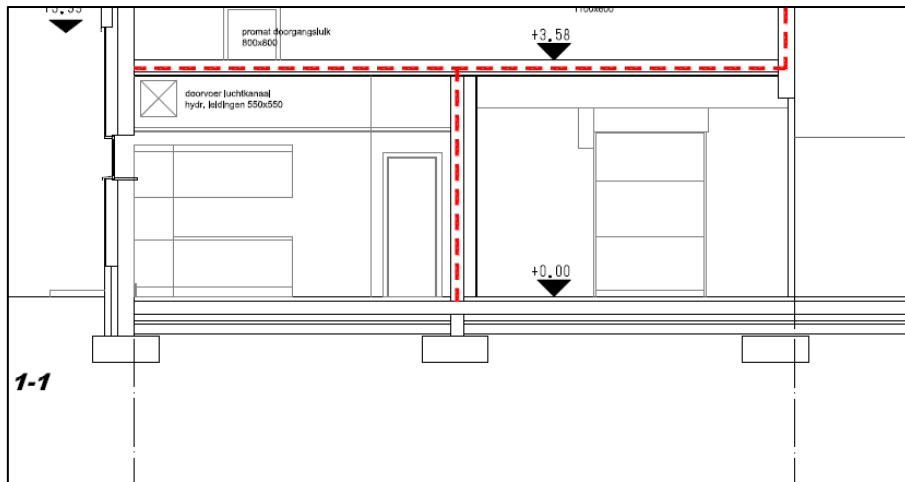 promat doorgangsluik
800x800
+3.58
doorvoer luchtkanaal
hydr. leidingen 550x550
+0.00
1-1